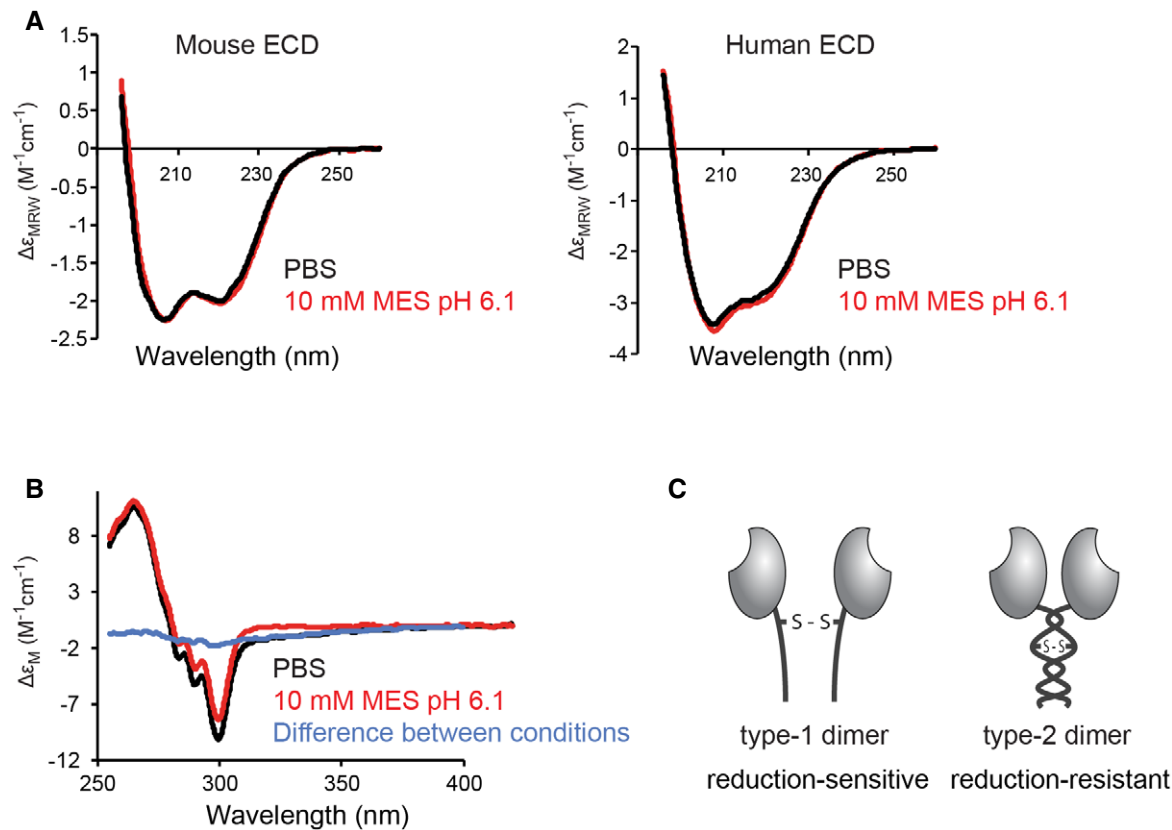 A
Mouse ECD
1.5
1
0.5
0
-0.5
-1
-1.5
-2
-2.5
210
230
250
Δε_MRW (M⁻¹cm⁻¹)
PBS
10 mM MES pH 6.1
Wavelength (nm)
Human ECD
2
1
0
-1
-2
-3
-4
210
230
250
Δε_MRW (M⁻¹cm⁻¹)
PBS
10 mM MES pH 6.1
Wavelength (nm)
B
8
3
-2
-7
-12
Δε_M (M⁻¹cm⁻¹)
PBS
10 mM MES pH 6.1
Difference between conditions
250
300
350
400
Wavelength (nm)
C
S - S
S - S
type-1 dimer
reduction-sensitive
type-2 dimer
reduction-resistant